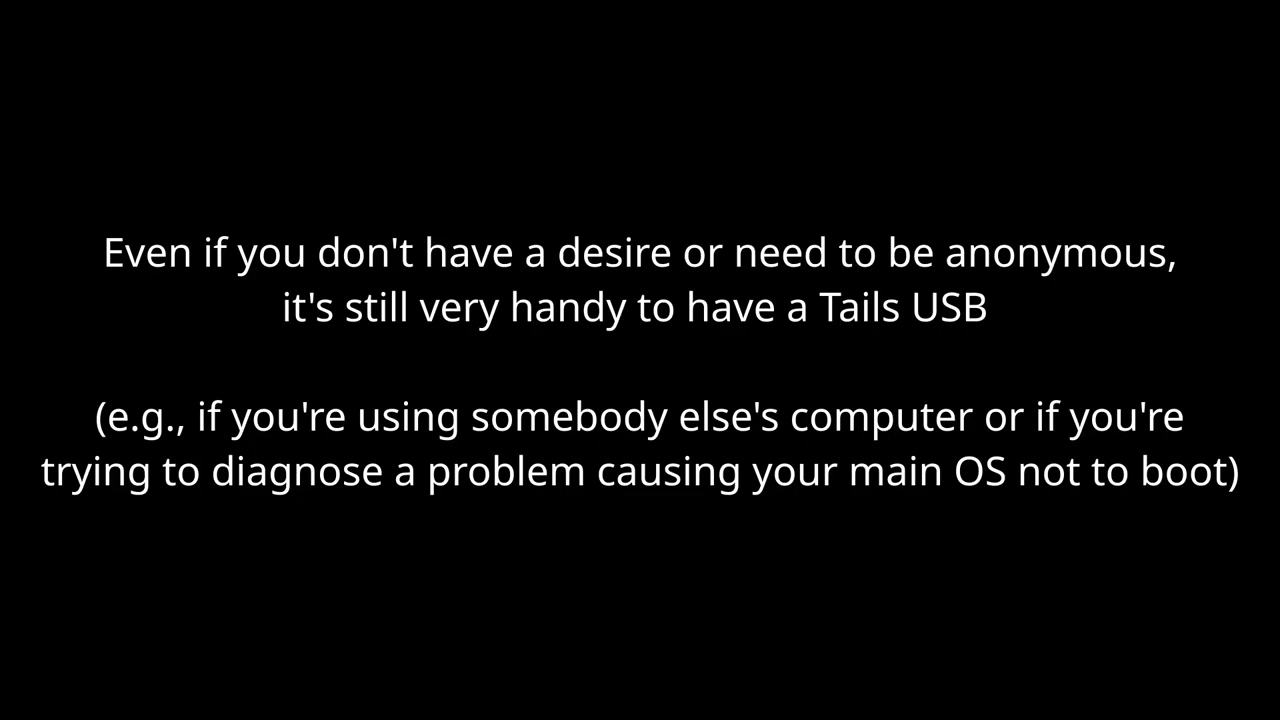 Even if you don't have a desire or need to be anonymous,
it's still very handy to have a Tails USB
(e.g., if you're using somebody else's computer or if you're
trying to diagnose a problem causing your main OS not to boot)